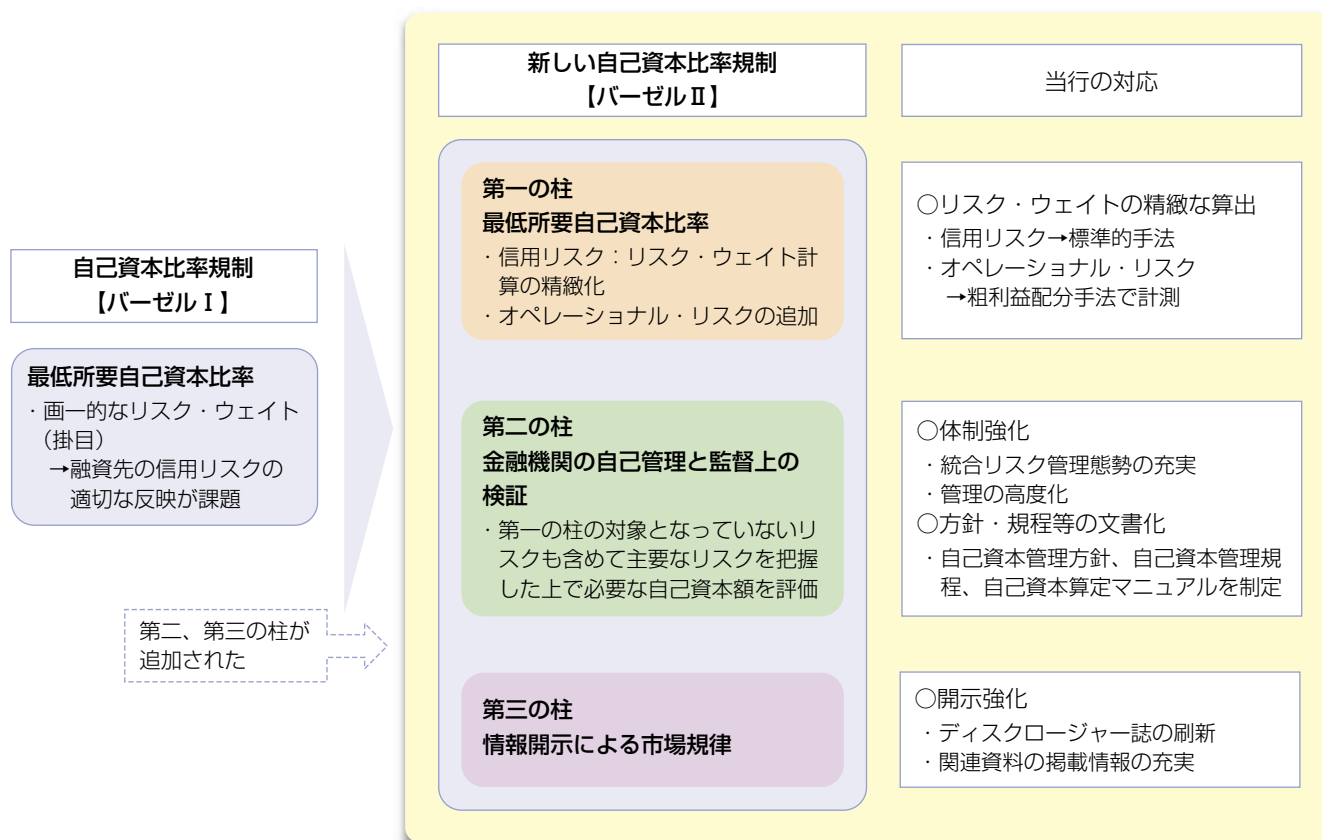 自己資本比率規制
【バーゼルⅠ】
最低所要自己資本比率
・画一的なリスク・ウェイト
（掛目）
→融資先の信用リスクの
適切な反映が課題
第二、第三の柱が
追加された
新しい自己資本比率規制
【バーゼルⅡ】
当行の対応
第一の柱
最低所要自己資本比率
・信用リスク：リスク・ウェイト計
算の精緻化
・オペレーショナル・リスクの追加
○リスク・ウェイトの精緻な算出
・信用リスク→標準的手法
・オペレーショナル・リスク
→粗利益配分手法で計測
第二の柱
金融機関の自己管理と監督上の
検証
・第一の柱の対象となっていないリ
スクも含めて主要なリスクを把握
した上で必要な自己資本額を評価
○体制強化
・統合リスク管理態勢の充実
・管理の高度化
○方針・規程等の文書化
・自己資本管理方針、自己資本管理規
程、自己資本算定マニュアルを制定
第三の柱
情報開示による市場規律
○開示強化
・ディスクロージャー誌の刷新
・関連資料の掲載情報の充実